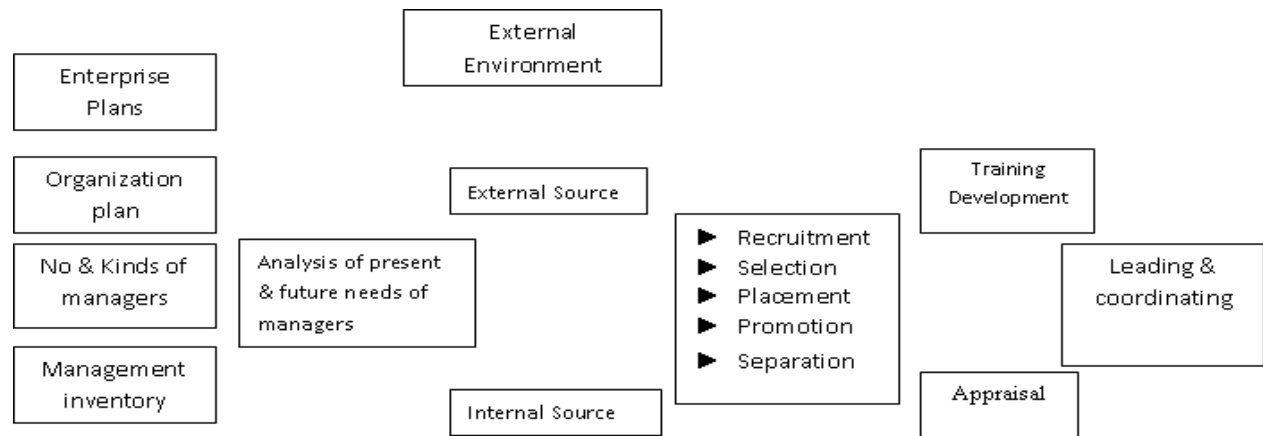 External
Environment
Enterprise
Plans
Organization
plan
No & Kinds of
managers
Management
inventory
Analysis of present
& future needs of
managers
External Source
Internal Source
► Recruitment
► Selection
► Placement
► Promotion
► Separation
Training
Development
Leading &
coordinating
Appraisal